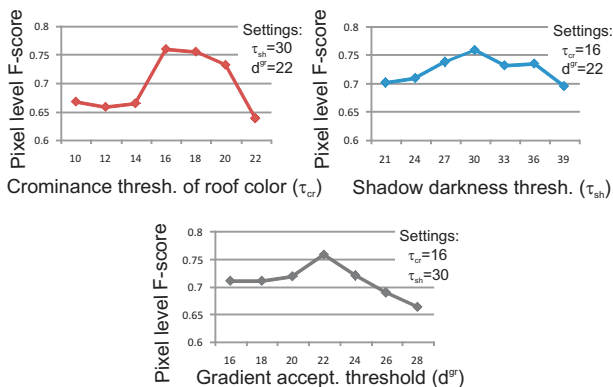 Pixel level F-score
0.8
0.75
0.7
0.65
0.6
10 12 14 16 18 20 22
Settings:
τsh=30
dgr=22
Crominance thresh. of roof color (τcr)
Pixel level F-score
0.8
0.75
0.7
0.65
0.6
21 24 27 30 33 36 39
Settings:
τcr=16
dgr=22
Shadow darkness thresh. (τsh)
Pixel level F-score
0.8
0.75
0.7
0.65
0.6
16 18 20 22 24 26 28
Settings:
τcr=16
τsh=30
Gradient accept. threshold (dgr)